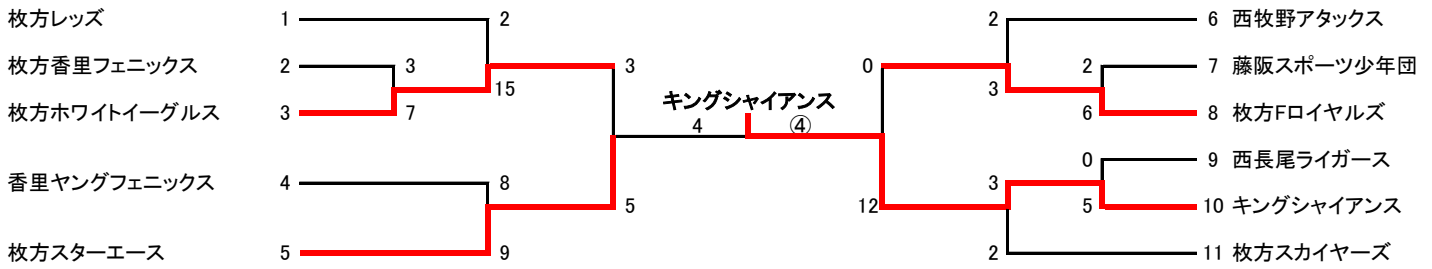 枚方レッズ 1 2 2 6 西牧野アタックス
枚方香里フェニックス 2 3 3 0 2 7 藤阪スポーツ少年団
15 3
キングシャイアンス
枚方ホワイトイーグルス 3 7 6 8 枚方Fロイヤルズ
4 ④
0 9 西長尾ライガース
香里ヤングフェニックス 4 8 3
5 12 5 10 キングシャイアンス
枚方スターエース 5 9 2 11 枚方スカイヤーズ